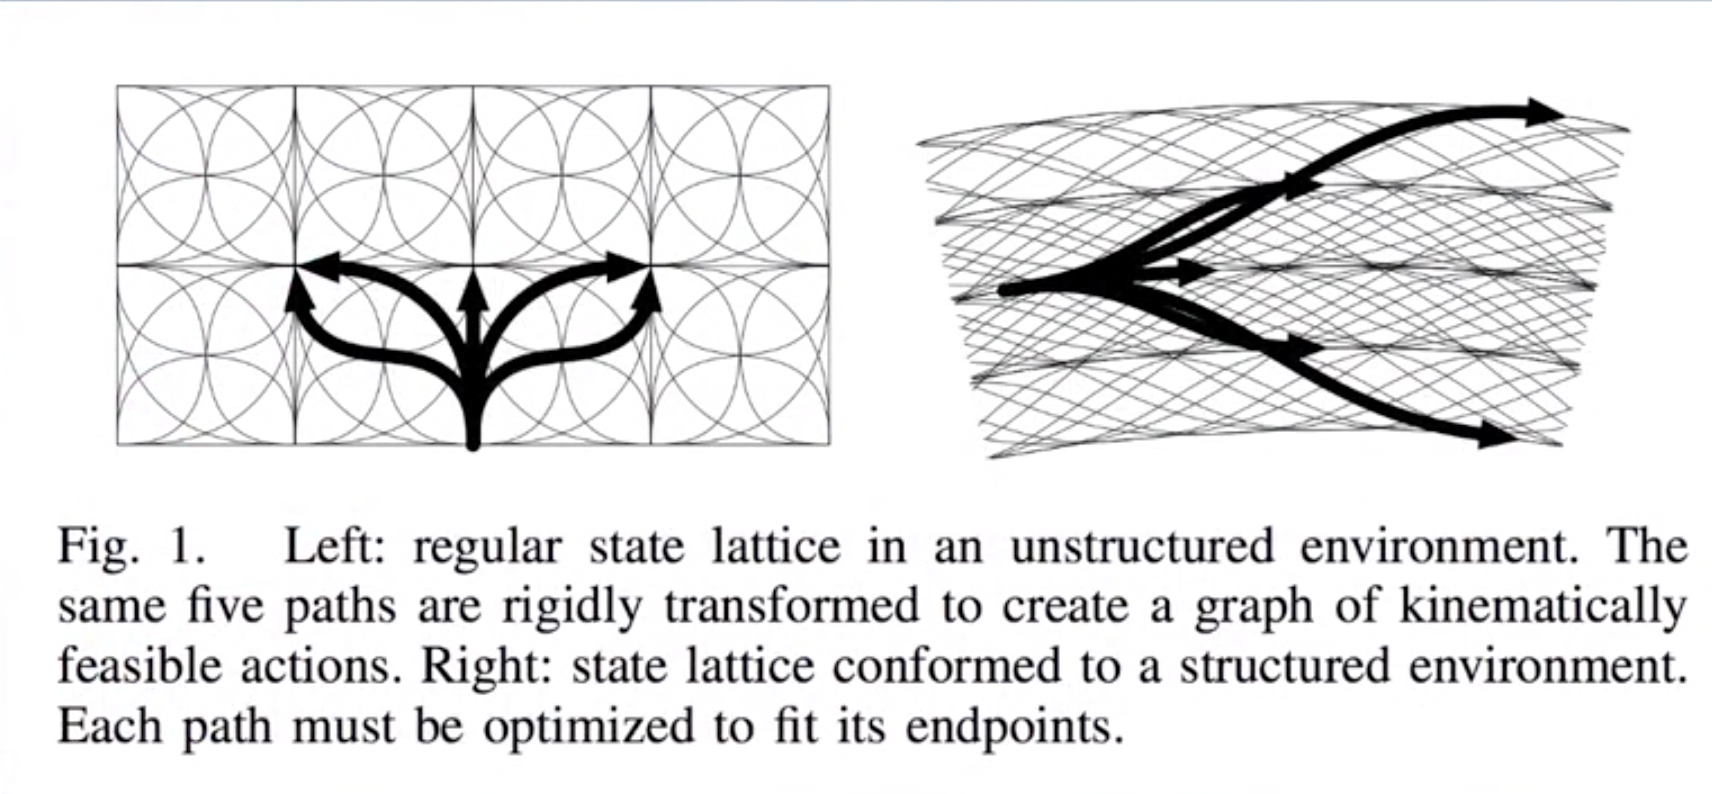 Fig. 1. Left: regular state lattice in an unstructured environment. The
same five paths are rigidly transformed to create a graph of kinematically
feasible actions. Right: state lattice conformed to a structured environment.
Each path must be optimized to fit its endpoints.